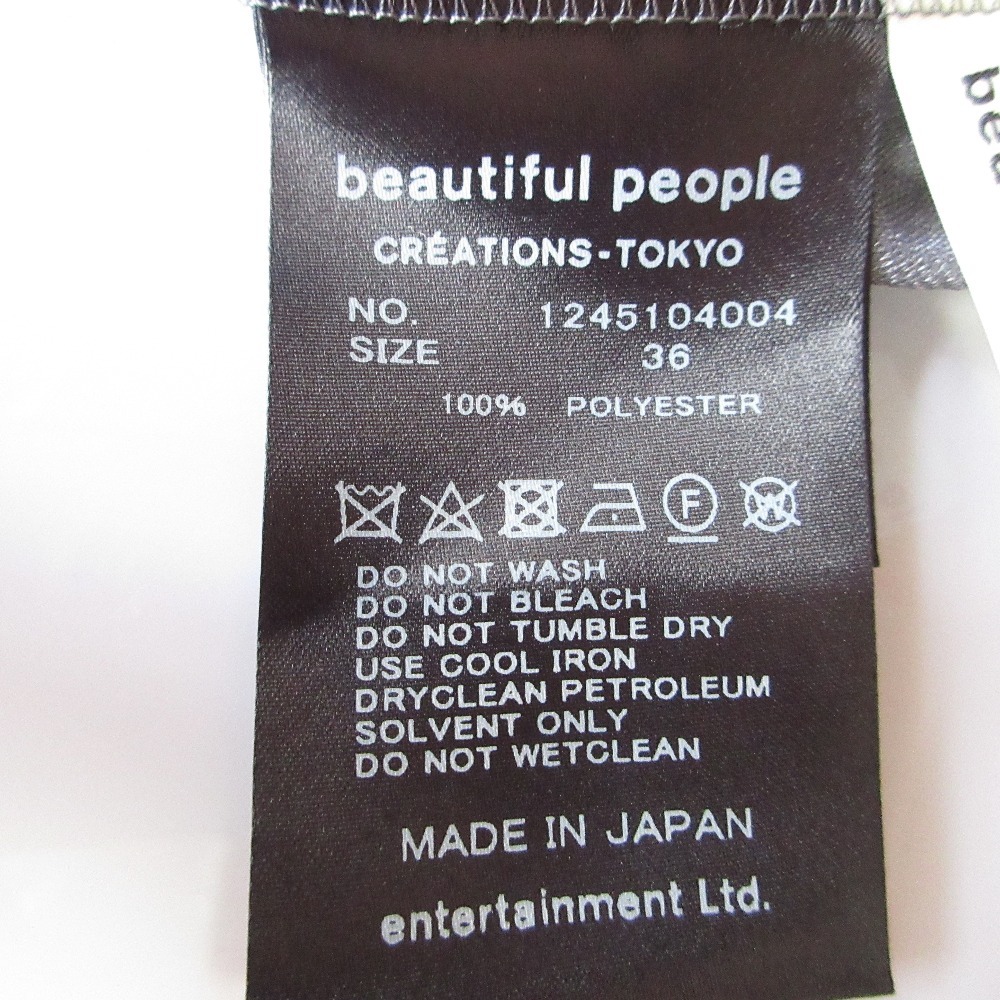 beautiful people
CRÉATIONS-TOKYO
NO. 1245104004
SIZE 36
100% POLYESTER
F
W
DO NOT WASH
DO NOT BLEACH
DO NOT TUMBLE DRY
USE COOL IRON
DRYCLEAN PETROLEUM
SOLVENT ONLY
DO NOT WETCLEAN
MADE IN JAPAN
entertainment Ltd.